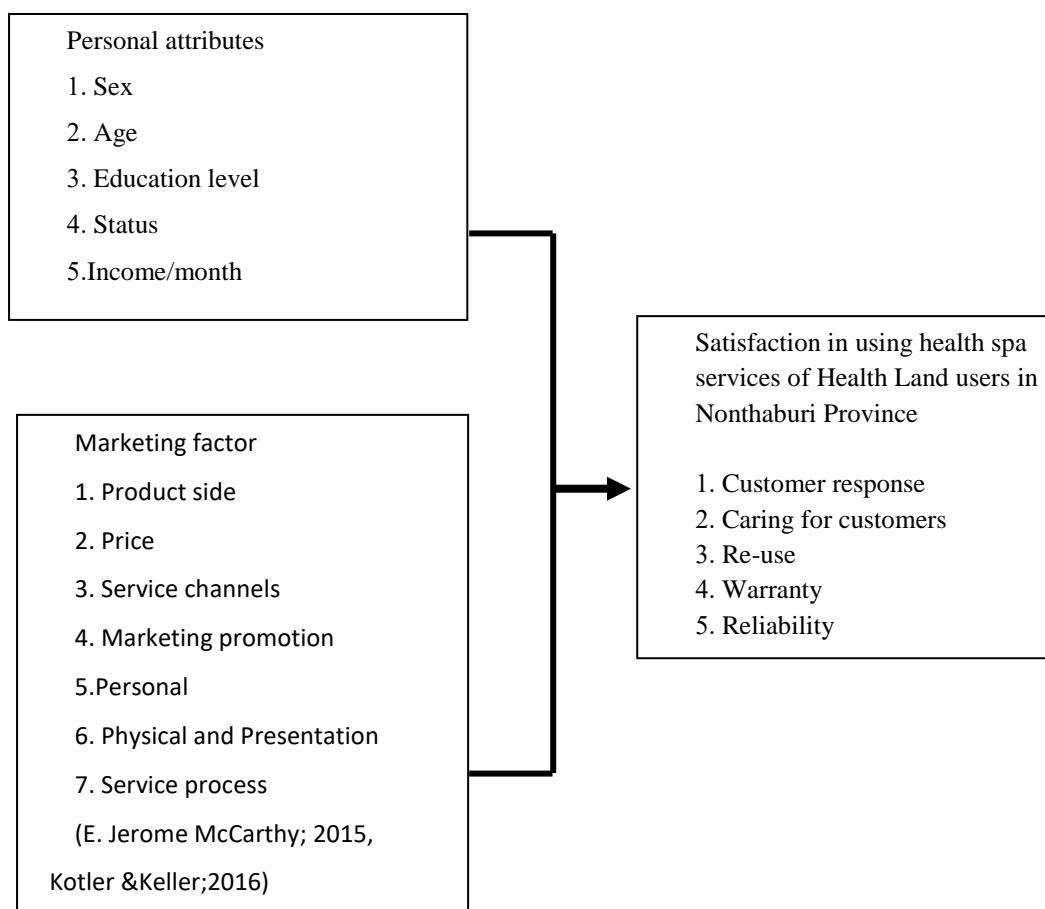 Personal attributes
1. Sex
2. Age
3. Education level
4. Status
5.Income/month
Marketing factor
1. Product side
2. Price
3. Service channels
4. Marketing promotion
5.Personal
6. Physical and Presentation
7. Service process
(E. Jerome McCarthy; 2015,
Kotler &Keller;2016)
Satisfaction in using health spa
services of Health Land users in
Nonthaburi Province
1. Customer response
2. Caring for customers
3. Re-use
4. Warranty
5. Reliability